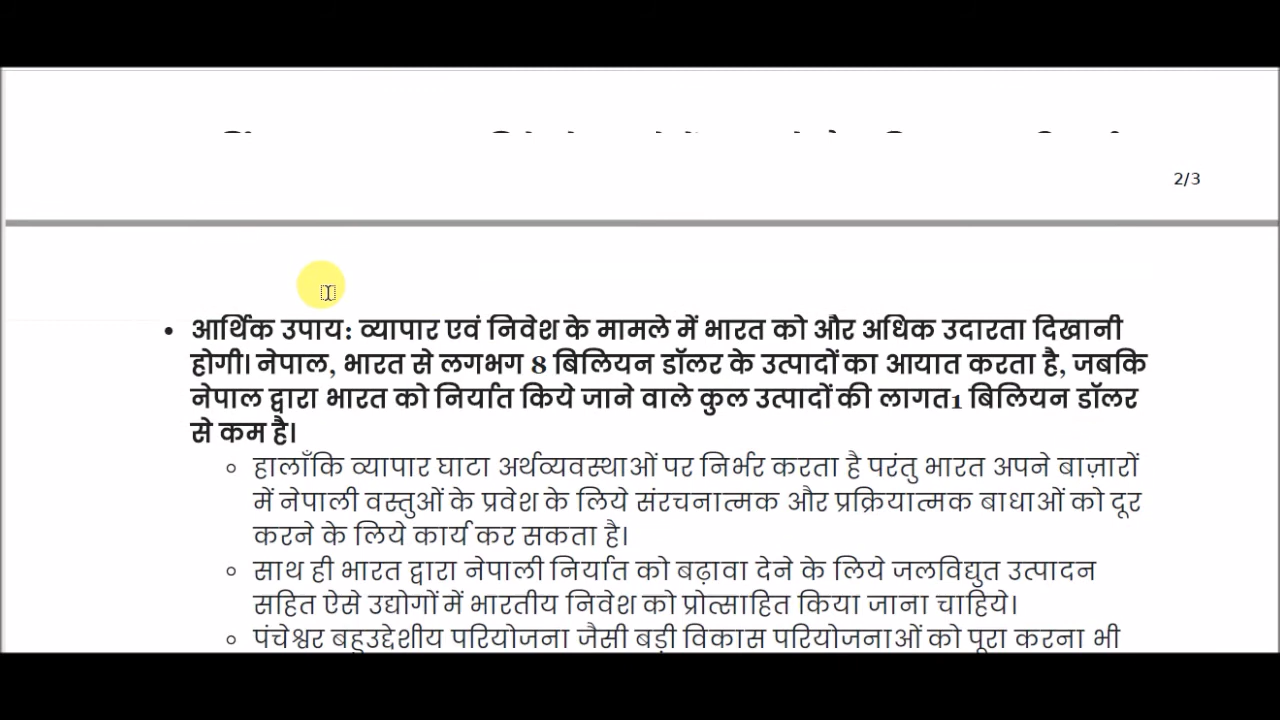 2/3
• आर्थिक उपाय: व्यापार एवं निवेश के मामले में भारत को और अधिक उदारता दिखानी
होगी। नेपाल, भारत से लगभग 8 बिलियन डॉलर के उत्पादों का आयात करता है, जबकि
नेपाल द्वारा भारत को निर्यात किये जाने वाले कुल उत्पादों की लागत1 बिलियन डॉलर
से कम है।
○ हालाँकि व्यापार घाटा अर्थव्यवस्थाओं पर निर्भर करता है परंतु भारत अपने बाज़ारों
में नेपाली वस्तुओं के प्रवेश के लिये संरचनात्मक और प्रक्रियात्मक बाधाओं को दूर
करने के लिये कार्य कर सकता है।
○ साथ ही भारत द्वारा नेपाली निर्यात को बढ़ावा देने के लिये जलविद्युत उत्पादन
सहित ऐसे उद्योगों में भारतीय निवेश को प्रोत्साहित किया जाना चाहिये।
○ पंचेश्वर बहुउद्देशीय परियोजना जैसी बड़ी विकास परियोजनाओं को पूरा करना भी